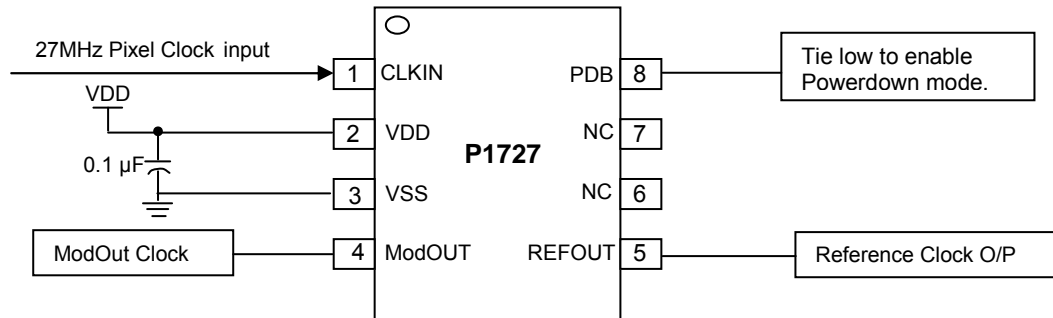 27MHz Pixel Clock input
1 CLKIN
VDD
2 VDD
0.1 µF
3 VSS
ModOut Clock
4 ModOUT
P1727
PDB 8
Tie low to enable
Powerdown mode.
NC 7
NC 6
REFOUT 5
Reference Clock O/P